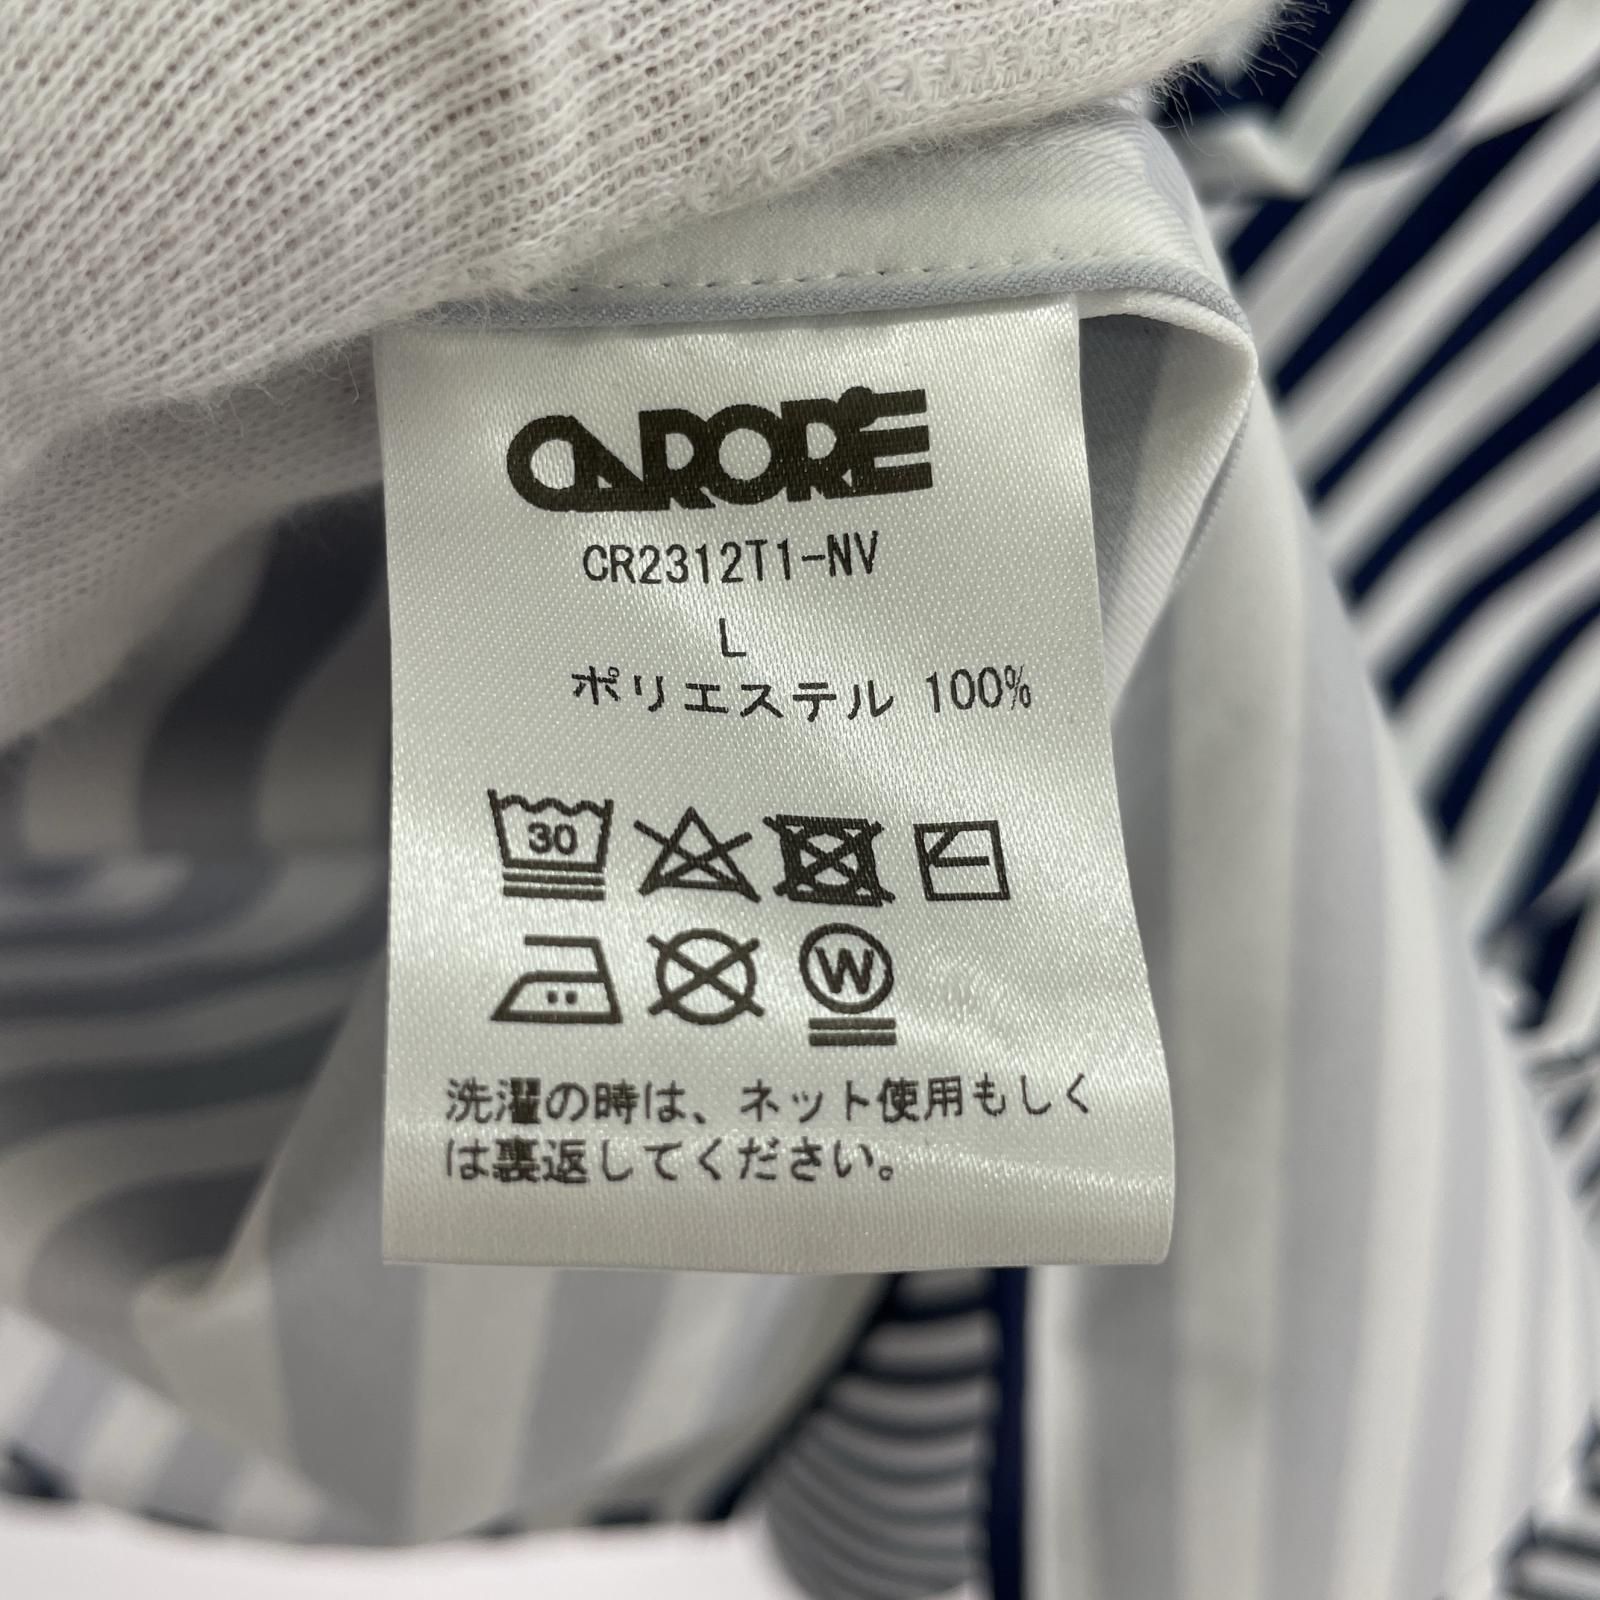 CARORE
CR2312T1-NV
L
ポリエステル 100%
30
W
洗濯の時は、ネット使用もしく
は裏返してください。